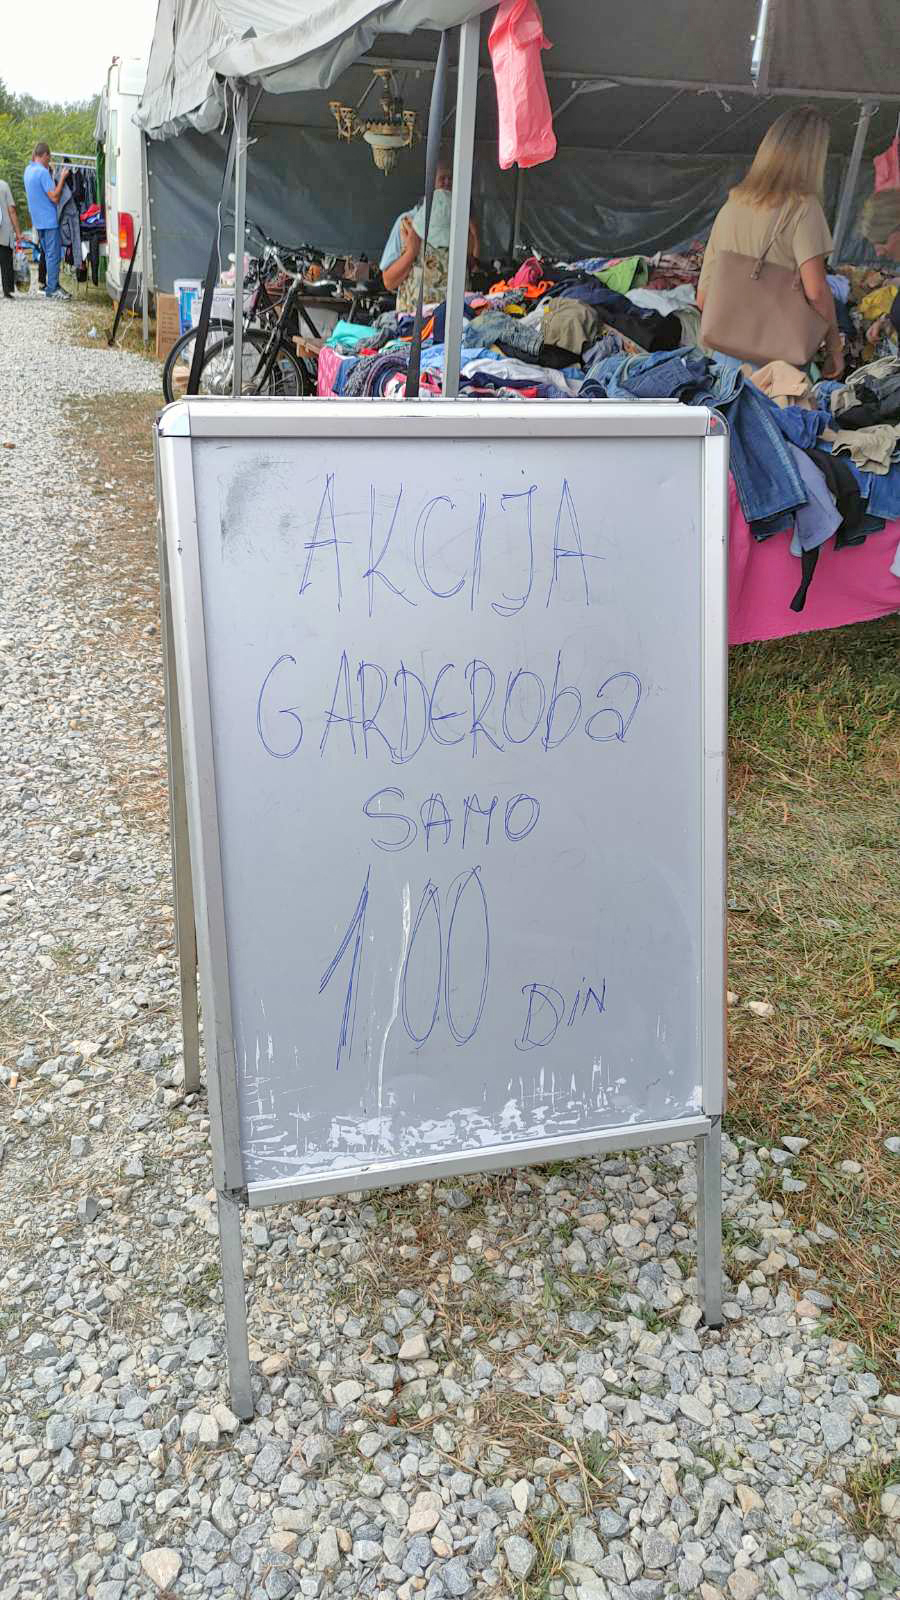 AKCIJA
GARDEROba
SAMO
100 DiN